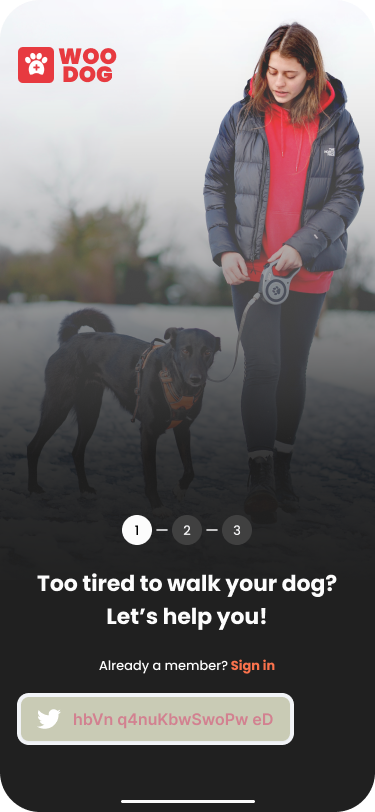 WOO
DOG
1 2 3
Too tired to walk your dog?
Let's help you!
Already a member? Sign in
hbVn q4nuKbwSwoPw eD